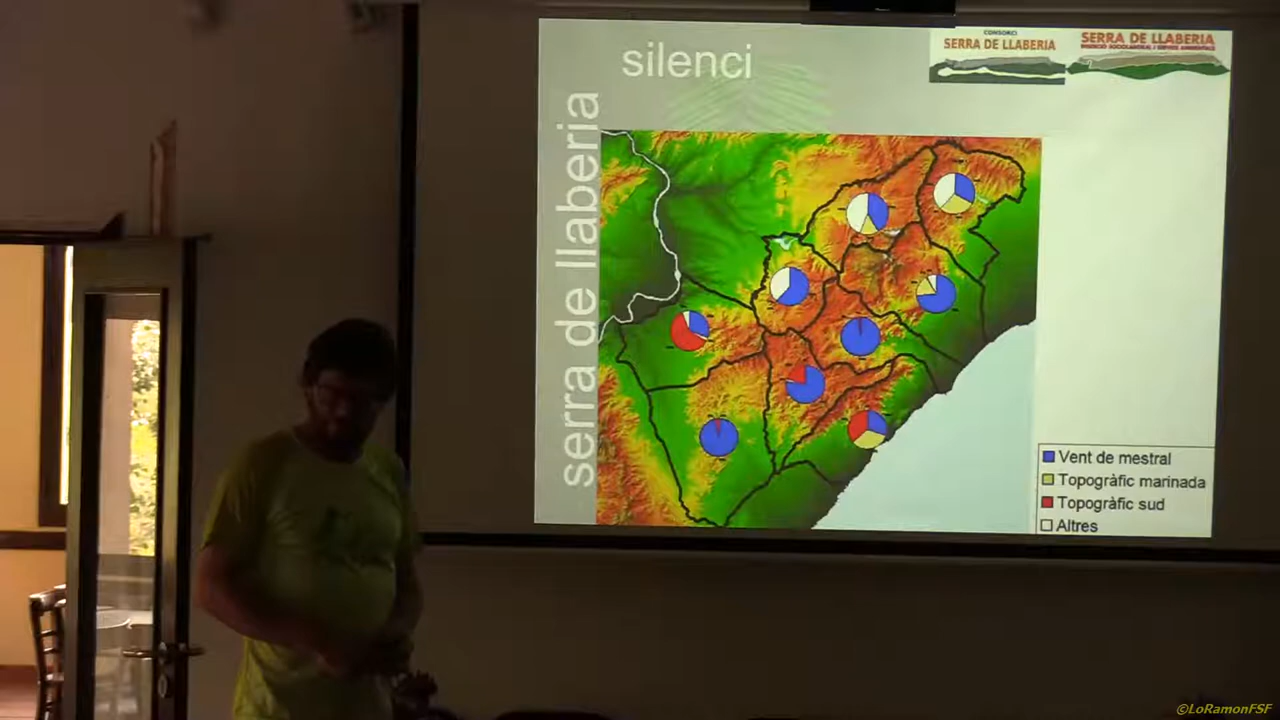 silenci
serra de llaberia
CONSORCI
SERRA DE LLABERIA
SERRA DE LLABERIA
Vent de mestral
Topogràfic marinada
Topogràfic sud
Altres
©LoRamonFSF